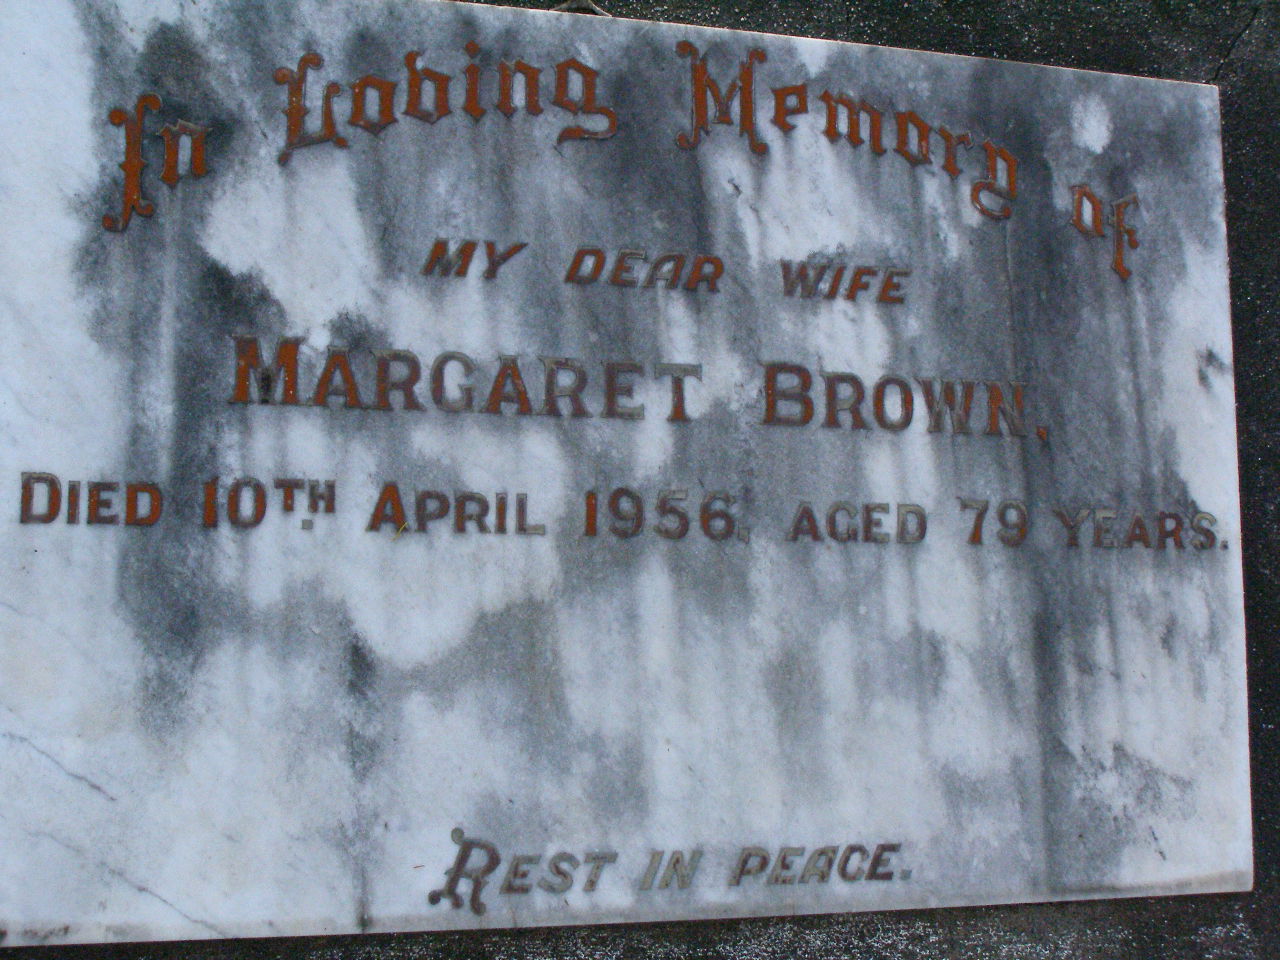 In Loving Memory of
MY DEAR WIFE
MARGARET BROWN.
DIED 10TH. APRIL 1956. AGED 79 YEARS.
REST IN PEACE.